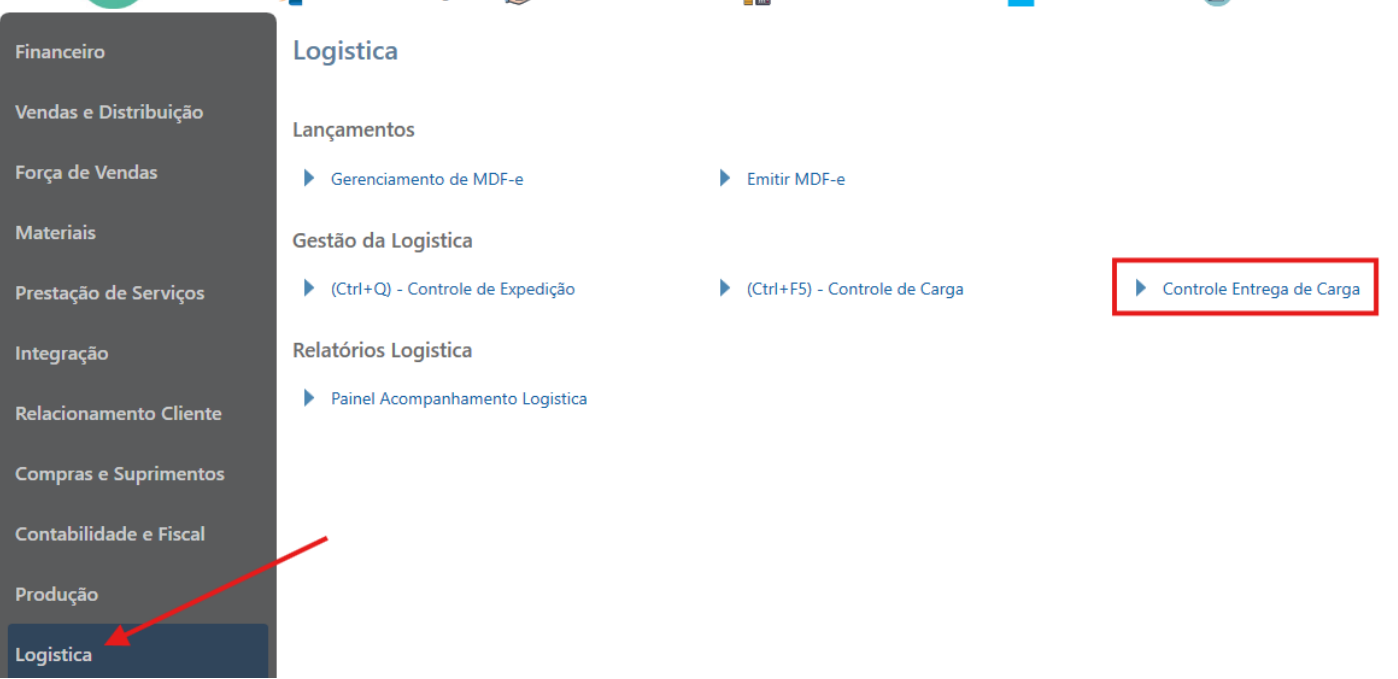 Financeiro
Vendas e Distribuição
Força de Vendas
Materiais
Prestação de Serviços
Integração
Relacionamento Cliente
Compras e Suprimentos
Contabilidade e Fiscal
Produção
Logistica
Logistica
Lançamentos
Gerenciamento de MDF-e
Emitir MDF-e
Gestão da Logistica
(Ctrl+Q) - Controle de Expedição
(Ctrl+F5) - Controle de Carga
Controle Entrega de Carga
Relatórios Logistica
Painel Acompanhamento Logistica